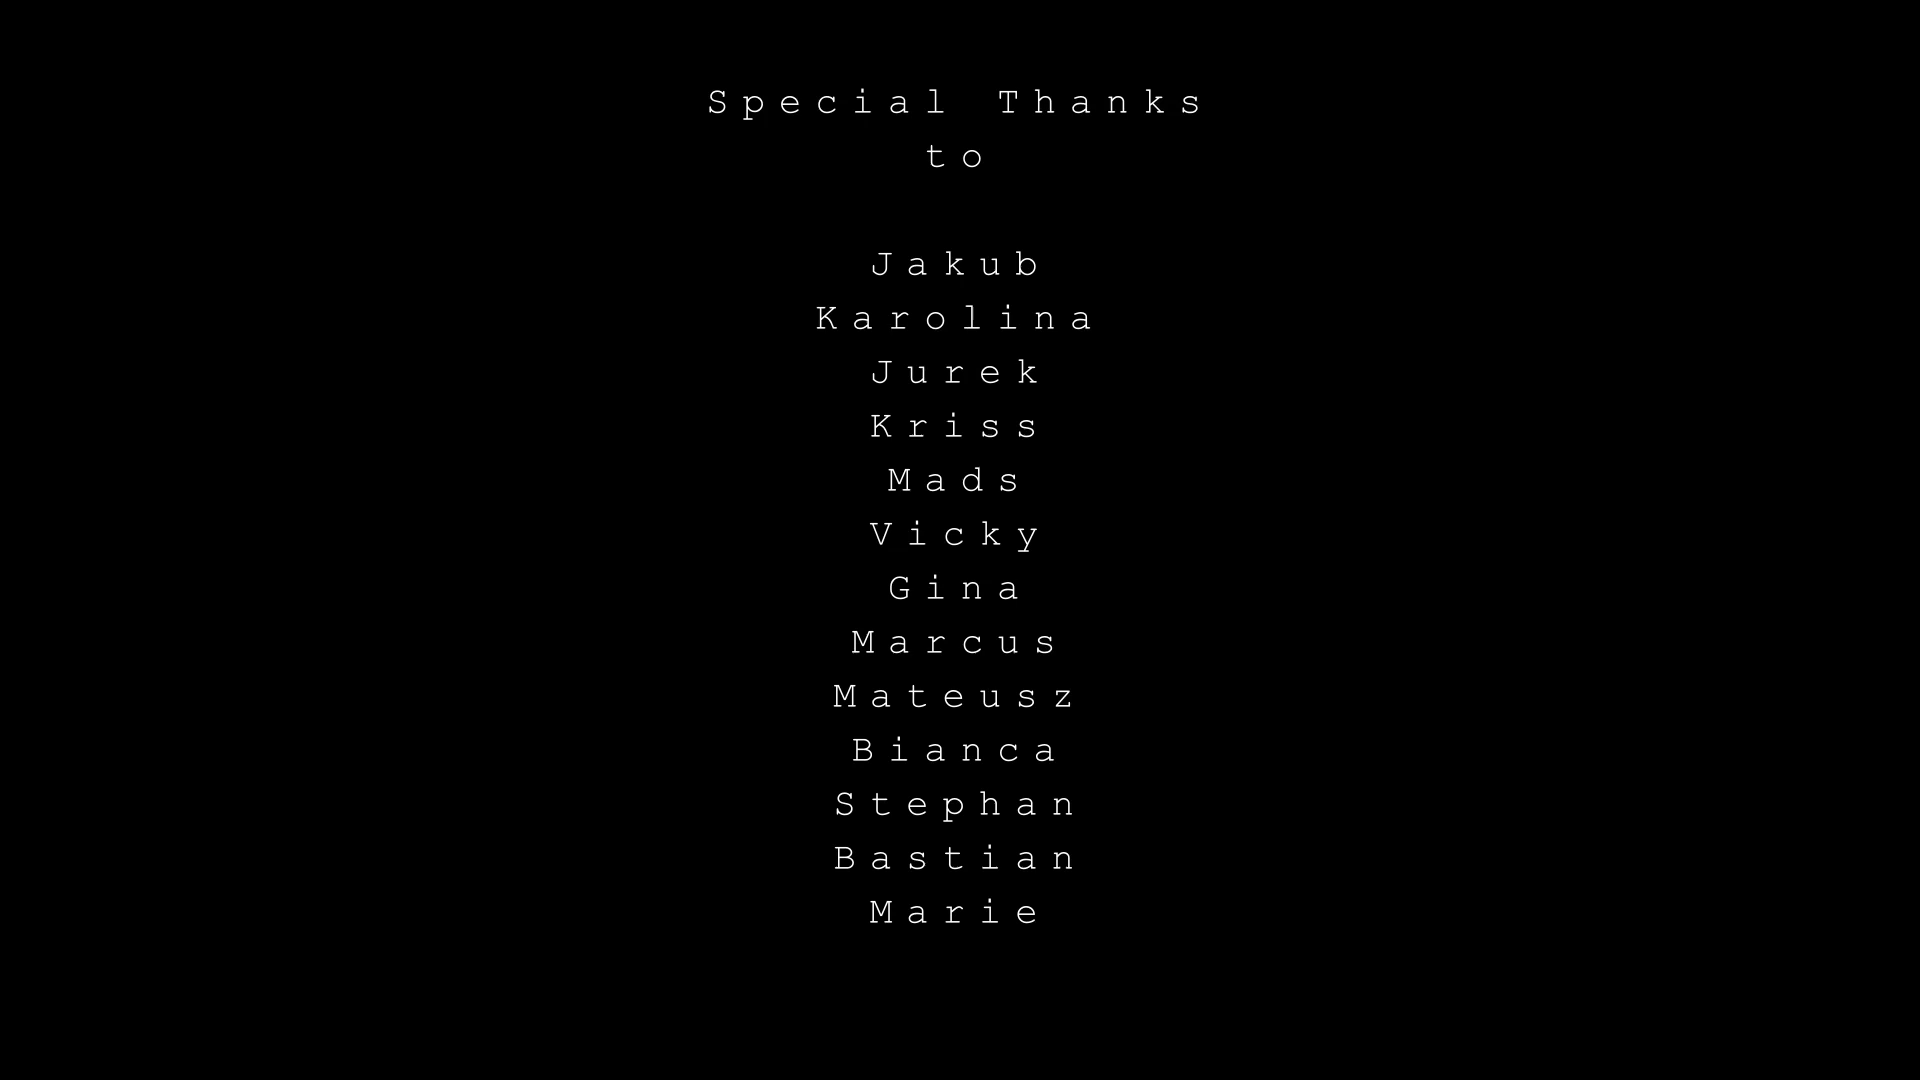 Special Thanks
to
Jakub
Karolina
Jurek
Kriss
Mads
Vicky
Gina
Marcus
Mateusz
Bianca
Stephan
Bastian
Marie